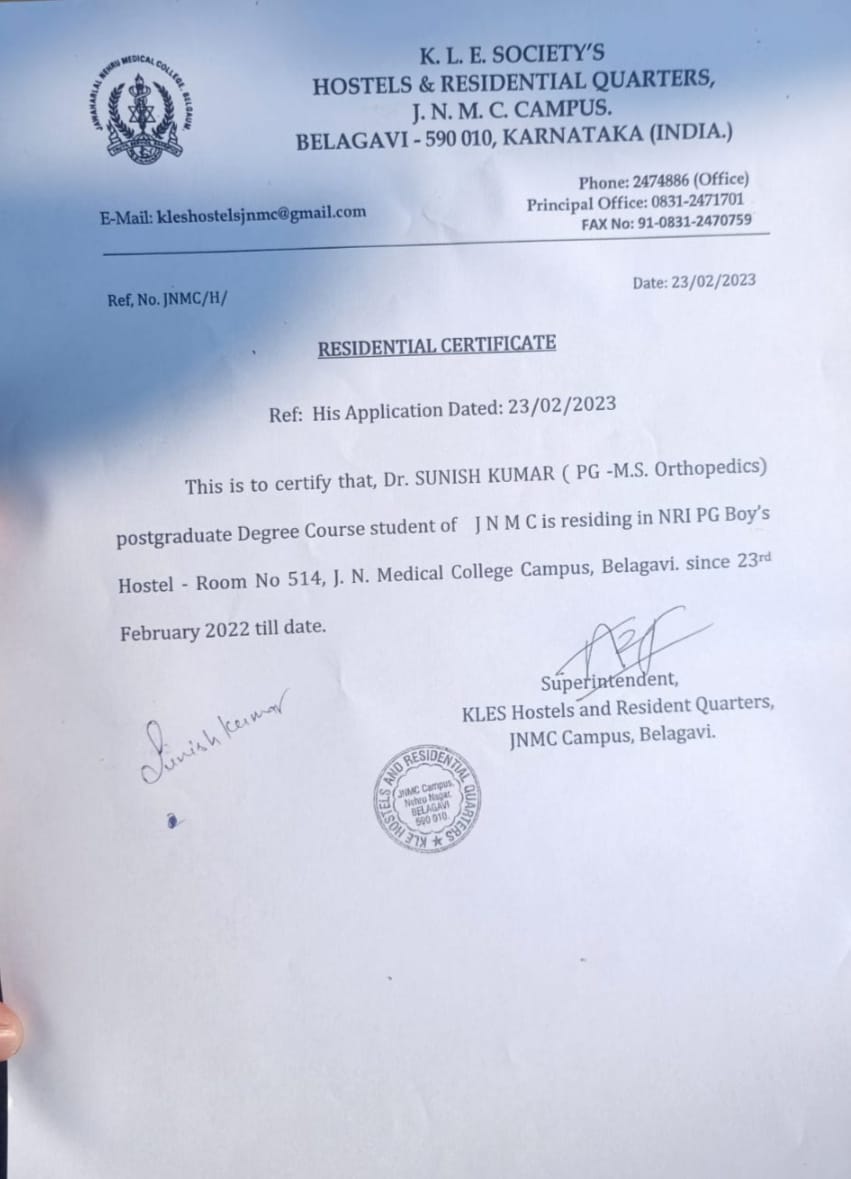 JAWAHARLAL NEHRU MEDICAL COLLEGE, BELGAUM.
K. L. E. SOCIETY'S
HOSTELS & RESIDENTIAL QUARTERS,
J. N. M. C. CAMPUS.
BELAGAVI - 590 010, KARNATAKA (INDIA.)
Phone: 2474886 (Office)
E-Mail: kleshostelsjnmc@gmail.com
Principal Office: 0831-2471701
FAX No: 91-0831-2470759
Ref, No. JNMC/H/
Date: 23/02/2023
RESIDENTIAL CERTIFICATE
Ref: His Application Dated: 23/02/2023
This is to certify that, Dr. SUNISH KUMAR ( PG -M.S. Orthopedics)
postgraduate Degree Course student of J N M C is residing in NRI PG Boy's
Hostel - Room No 514, J. N. Medical College Campus, Belagavi. since 23rd
February 2022 till date.
Superintendent,
KLES Hostels and Resident Quarters,
JNMC Campus, Belagavi.
Sunish kumar
KLE HOSTELS AND RESIDENTIAL QUARTERS ★
JNMC Campus,
Nehru Nagar,
BELAGAVI
590 010.